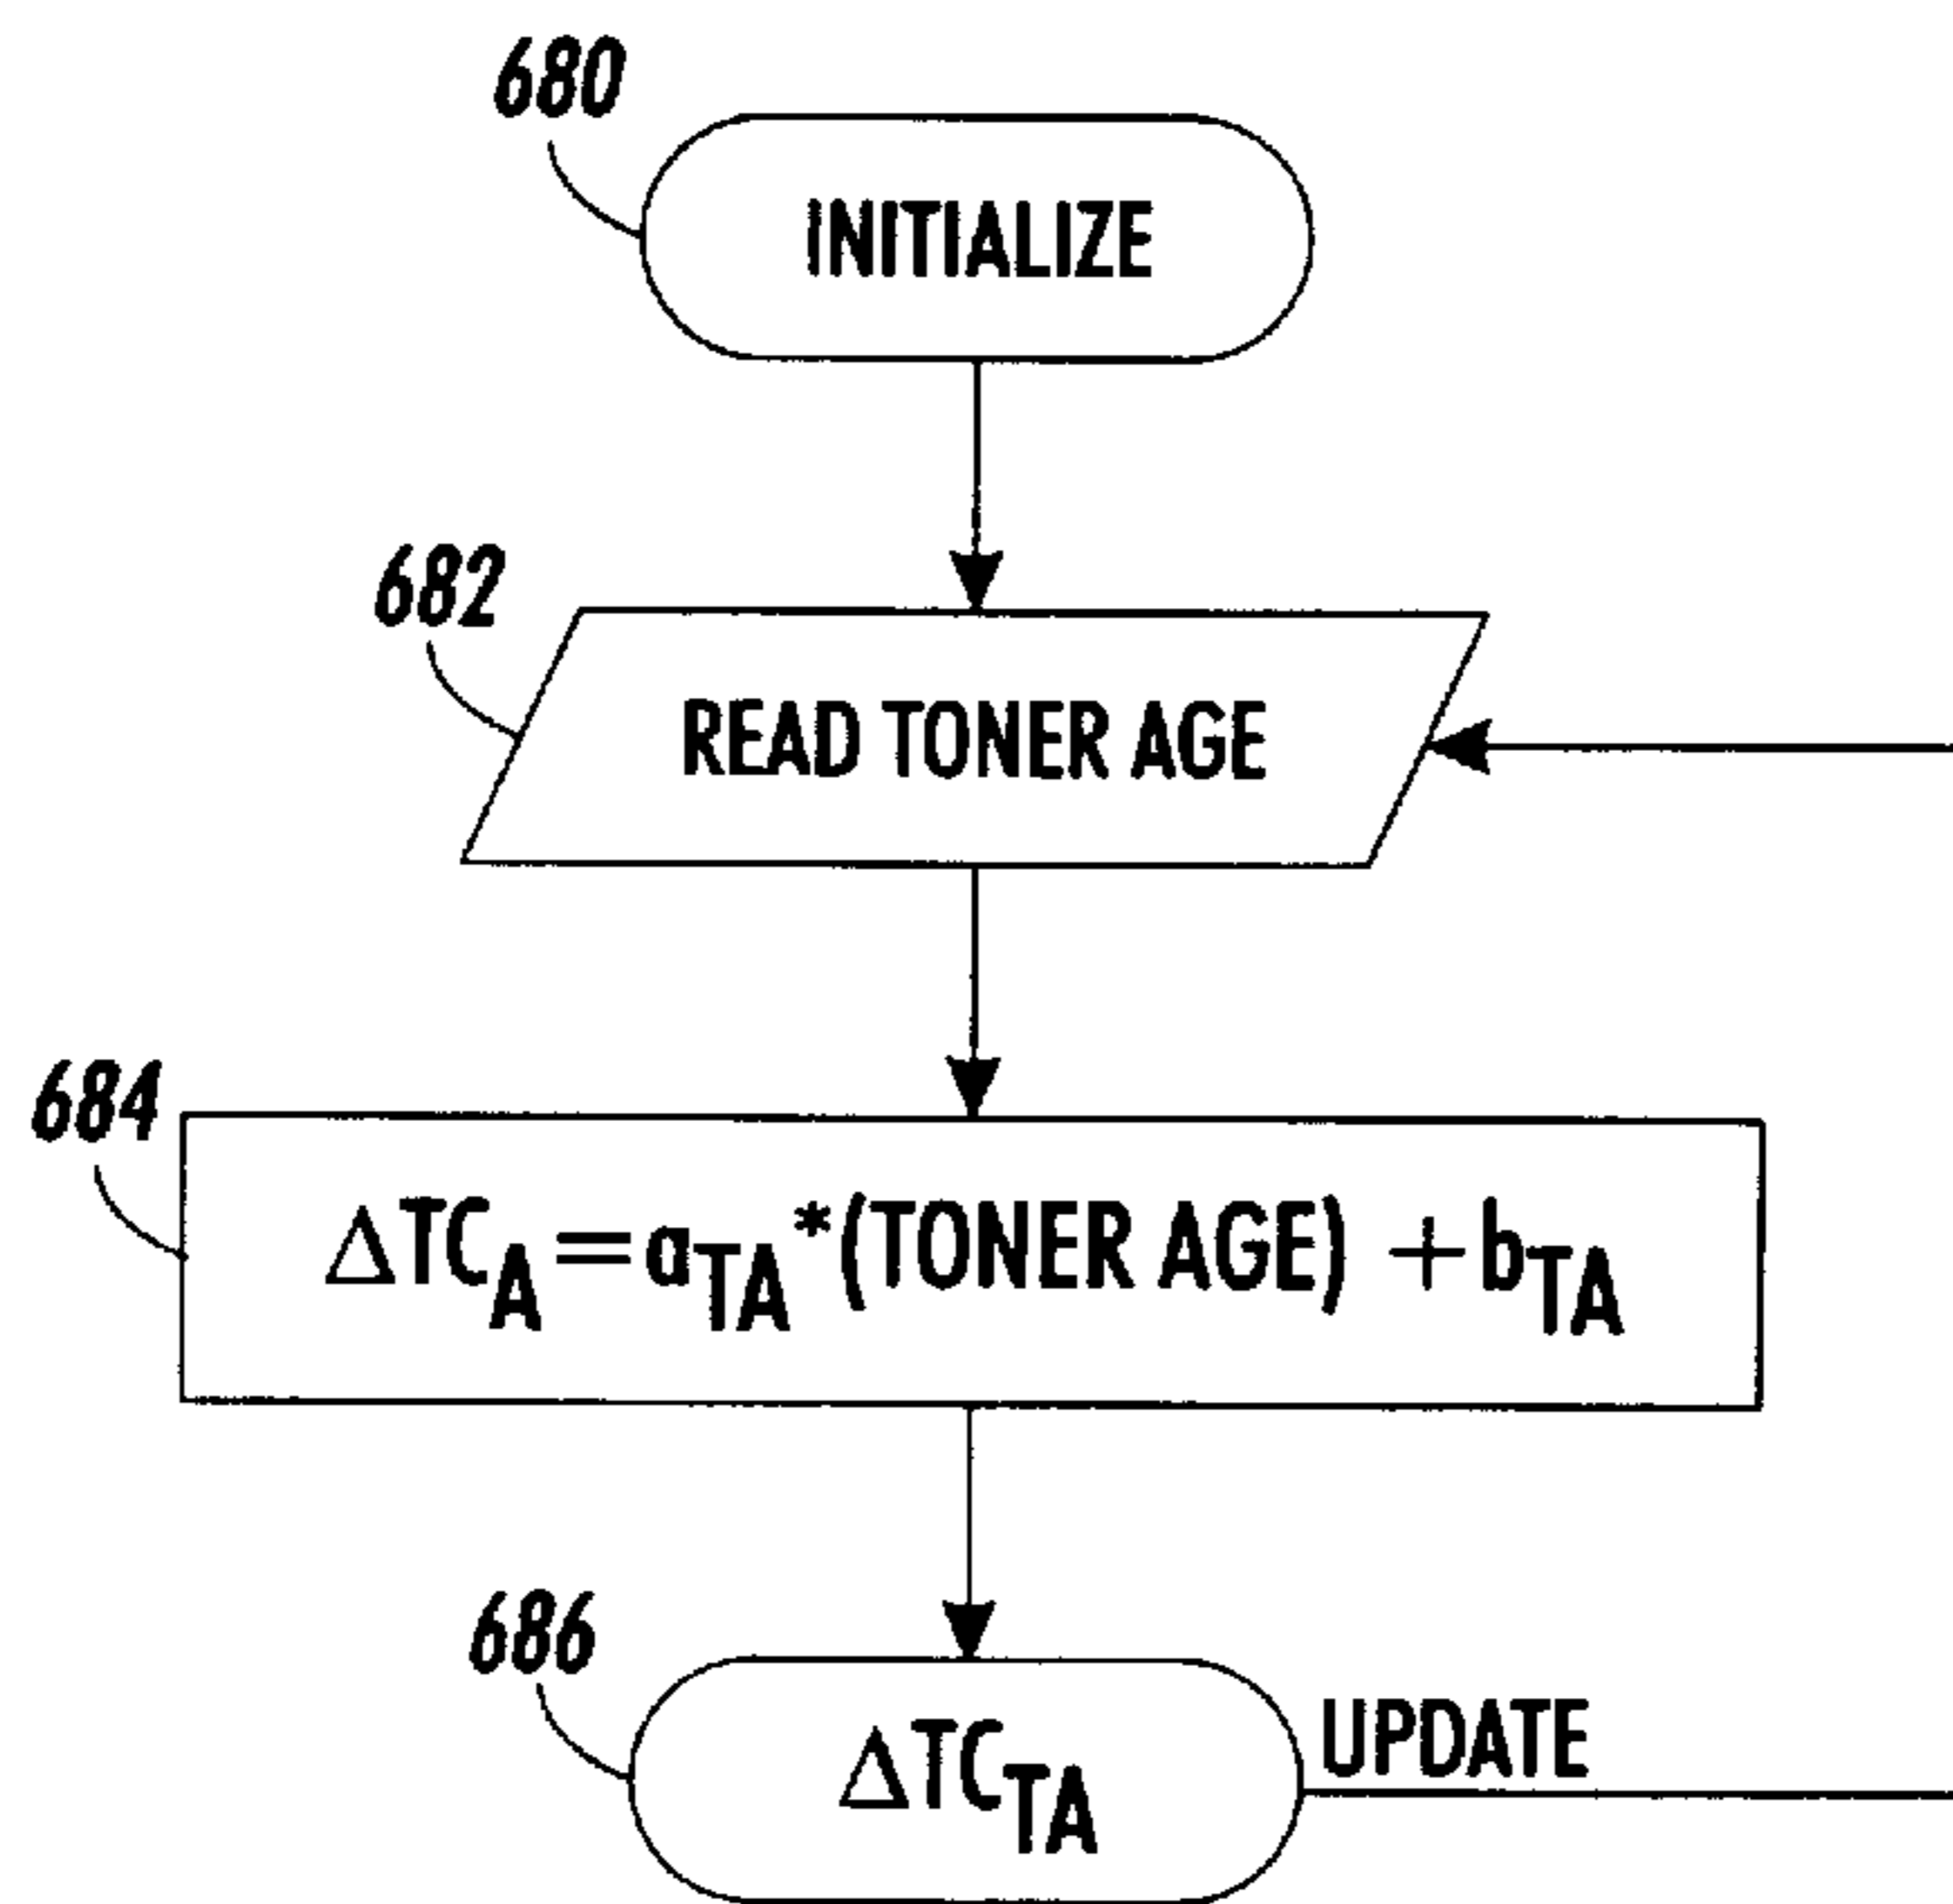 680
INITIALIZE
682
READ TONER AGE
684
ΔTC_A=a_TA*(TONER AGE) +b_TA
686
ΔTC_TA
UPDATE